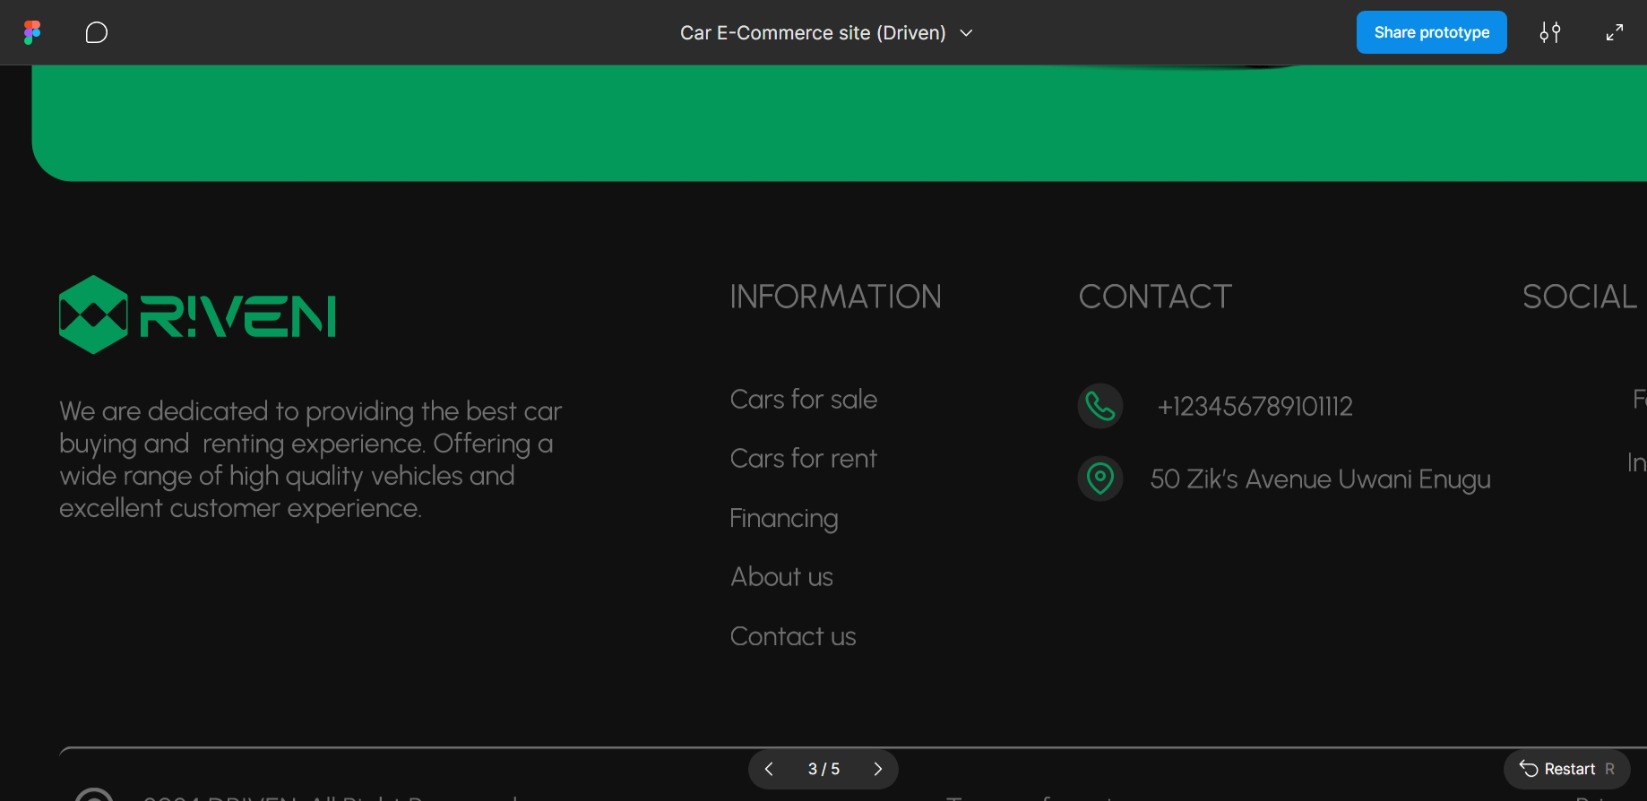 Car E-Commerce site (Driven)
Share prototype
R!VEN
We are dedicated to providing the best car
buying and renting experience. Offering a
wide range of high quality vehicles and
excellent customer experience.
INFORMATION
Cars for sale
Cars for rent
Financing
About us
Contact us
CONTACT
+123456789101112
50 Zik's Avenue Uwani Enugu
SOCIAL
3 / 5
Restart R